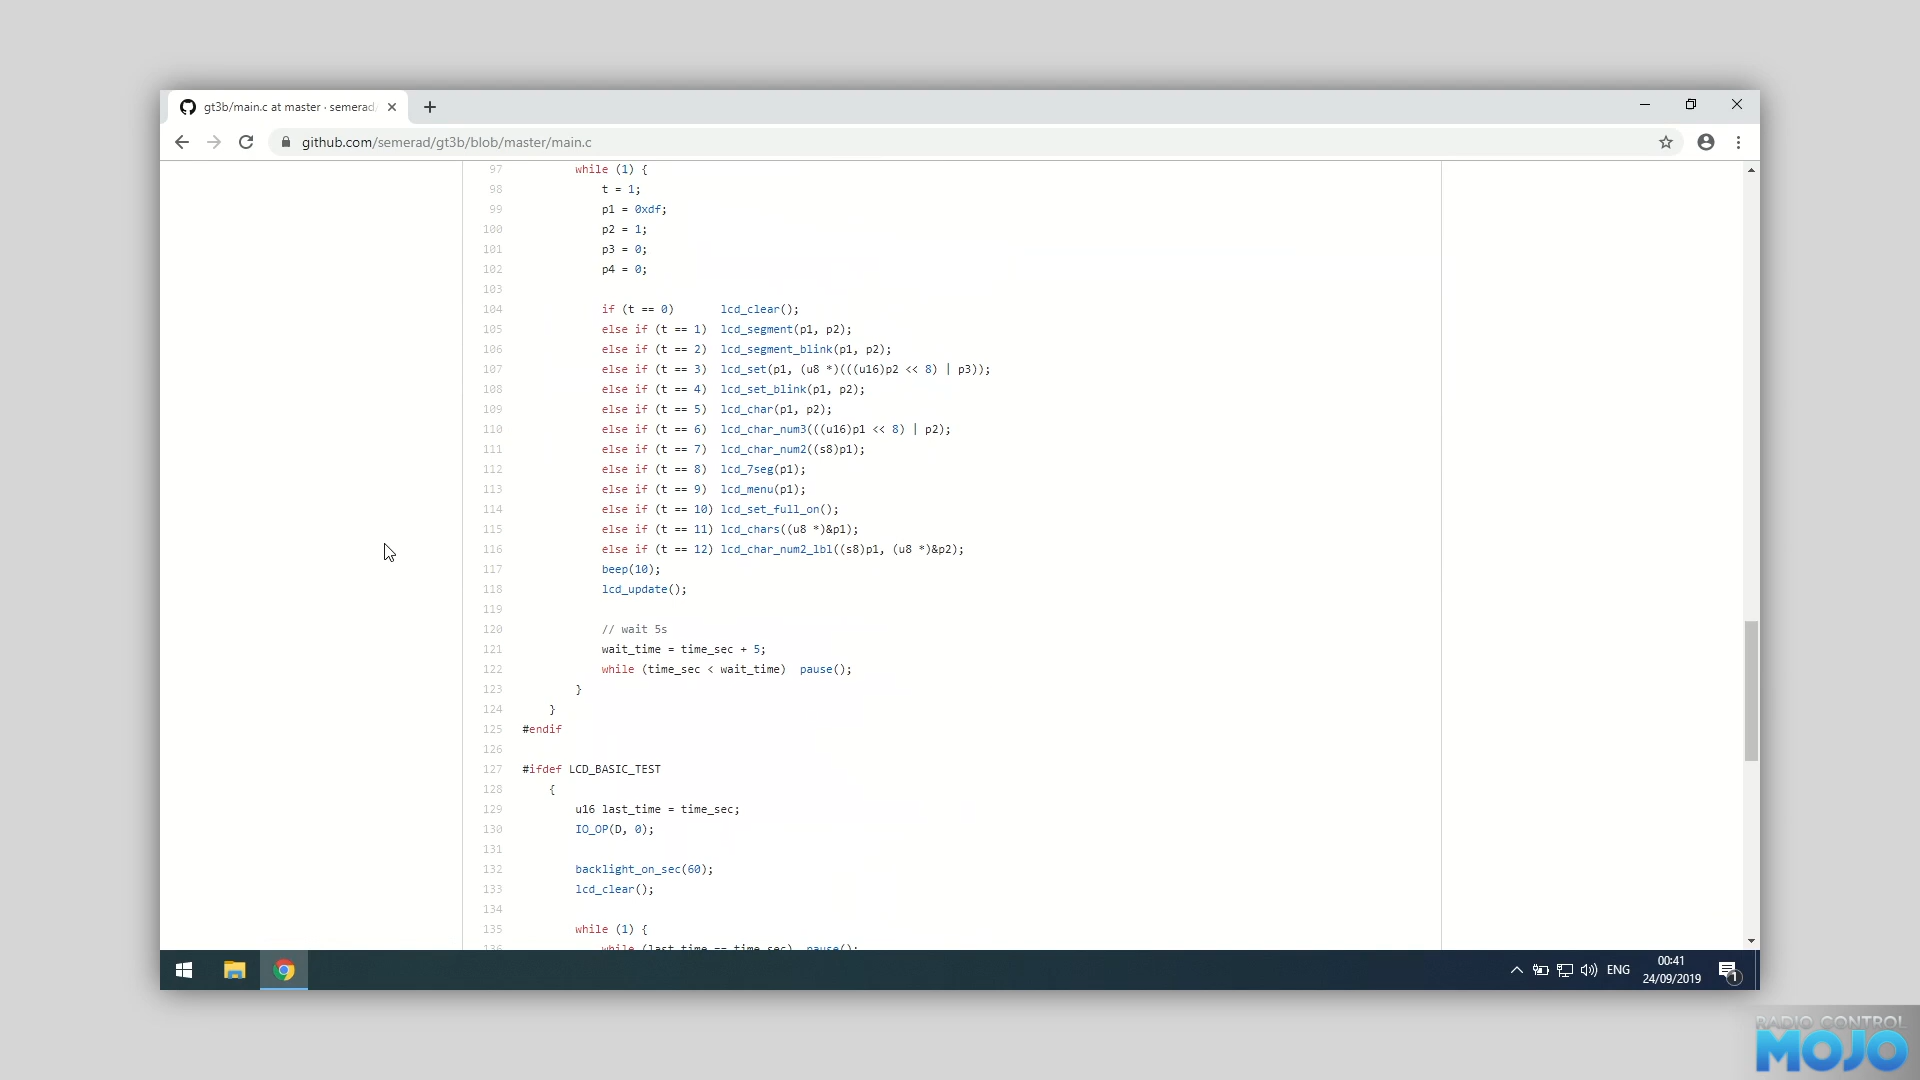 gt3b/main.c at master · semerad
github.com/semerad/gt3b/blob/master/main.c
97 while (1) {
98 t = 1;
99 p1 = 0xdf;
100 p2 = 1;
101 p3 = 0;
102 p4 = 0;
103
104 if (t == 0) lcd_clear();
105 else if (t == 1) lcd_segment(p1, p2);
106 else if (t == 2) lcd_segment_blink(p1, p2);
107 else if (t == 3) lcd_set(p1, (u8 *)(((u16)p2 << 8) | p3));
108 else if (t == 4) lcd_set_blink(p1, p2);
109 else if (t == 5) lcd_char(p1, p2);
110 else if (t == 6) lcd_char_num3(((u16)p1 << 8) | p2);
111 else if (t == 7) lcd_char_num2((s8)p1);
112 else if (t == 8) lcd_7seg(p1);
113 else if (t == 9) lcd_menu(p1);
114 else if (t == 10) lcd_set_full_on();
115 else if (t == 11) lcd_chars((u8 *)&p1);
116 else if (t == 12) lcd_char_num2_lbl((s8)p1, (u8 *)&p2);
117 beep(10);
118 lcd_update();
119
120 // wait 5s
121 wait_time = time_sec + 5;
122 while (time_sec < wait_time) pause();
123 }
124 }
125 #endif
126
127 #ifdef LCD_BASIC_TEST
128 {
129 u16 last_time = time_sec;
130 IO_OP(D, 0);
131
132 backlight_on_sec(60);
133 lcd_clear();
134
135 while (1) {
136 while (last_time == time_sec) pause();
ENG
00:41
24/09/2019
1
RADIO CONTROL
MOJO